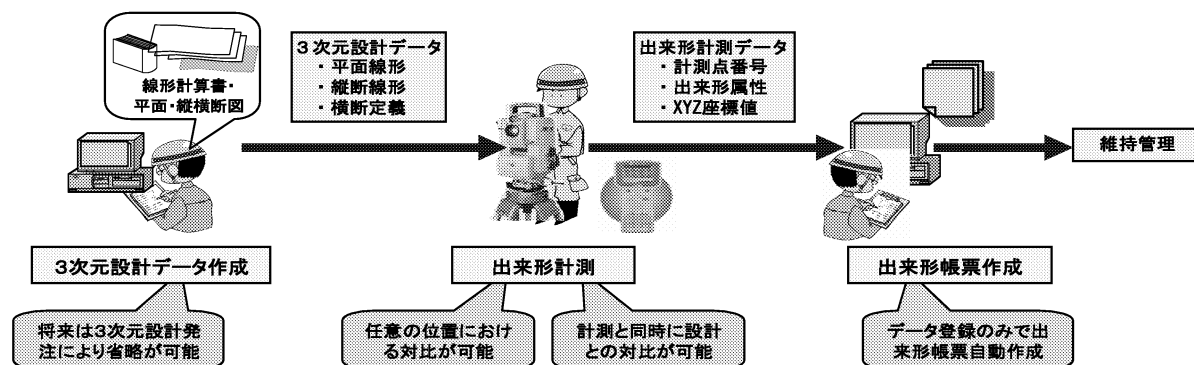 線形計算書・
平面・縦横断図
３次元設計データ
・平面線形
・縦断線形
・横断定義
出来形計測データ
・計測点番号
・出来形属性
・XYZ座標値
維持管理
３次元設計データ作成
出来形計測
出来形帳票作成
将来は３次元設計発
注により省略が可能
任意の位置におけ
る対比が可能
計測と同時に設計
との対比が可能
データ登録のみで出
来形帳票自動作成